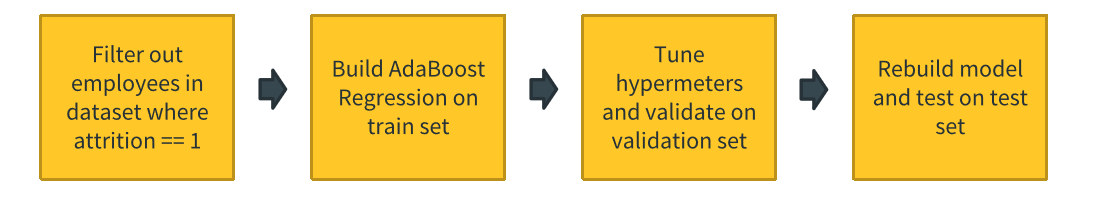 Filter out
employees in
dataset where
attrition == 1
Build AdaBoost
Regression on
train set
Tune
hypermeters
and validate on
validation set
Rebuild model
and test on test
set